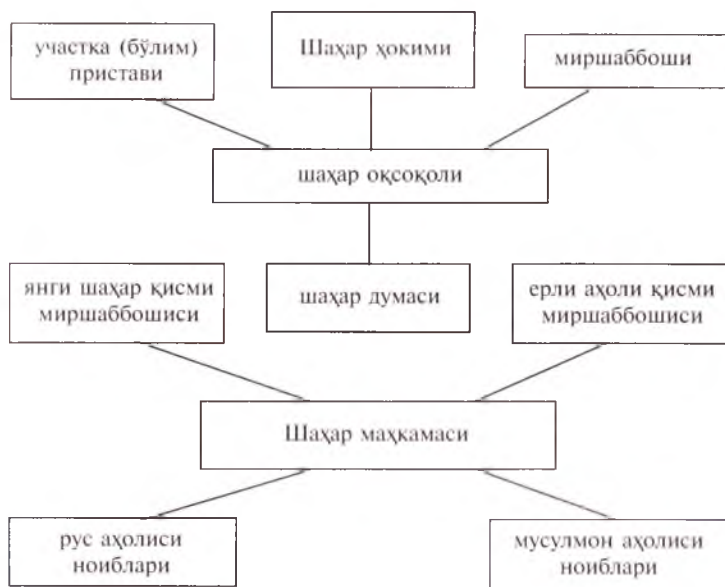 участка (бўлим)
пристави
Шаҳар ҳокими
миршаббоши
шаҳар оқсоқоли
янги шаҳар қисми
миршаббошиси
шаҳар думаси
ерли аҳоли қисми
миршаббошиси
Шаҳар маҳкамаси
рус аҳолиси
ноиблари
мусулмон аҳолиси
ноиблари